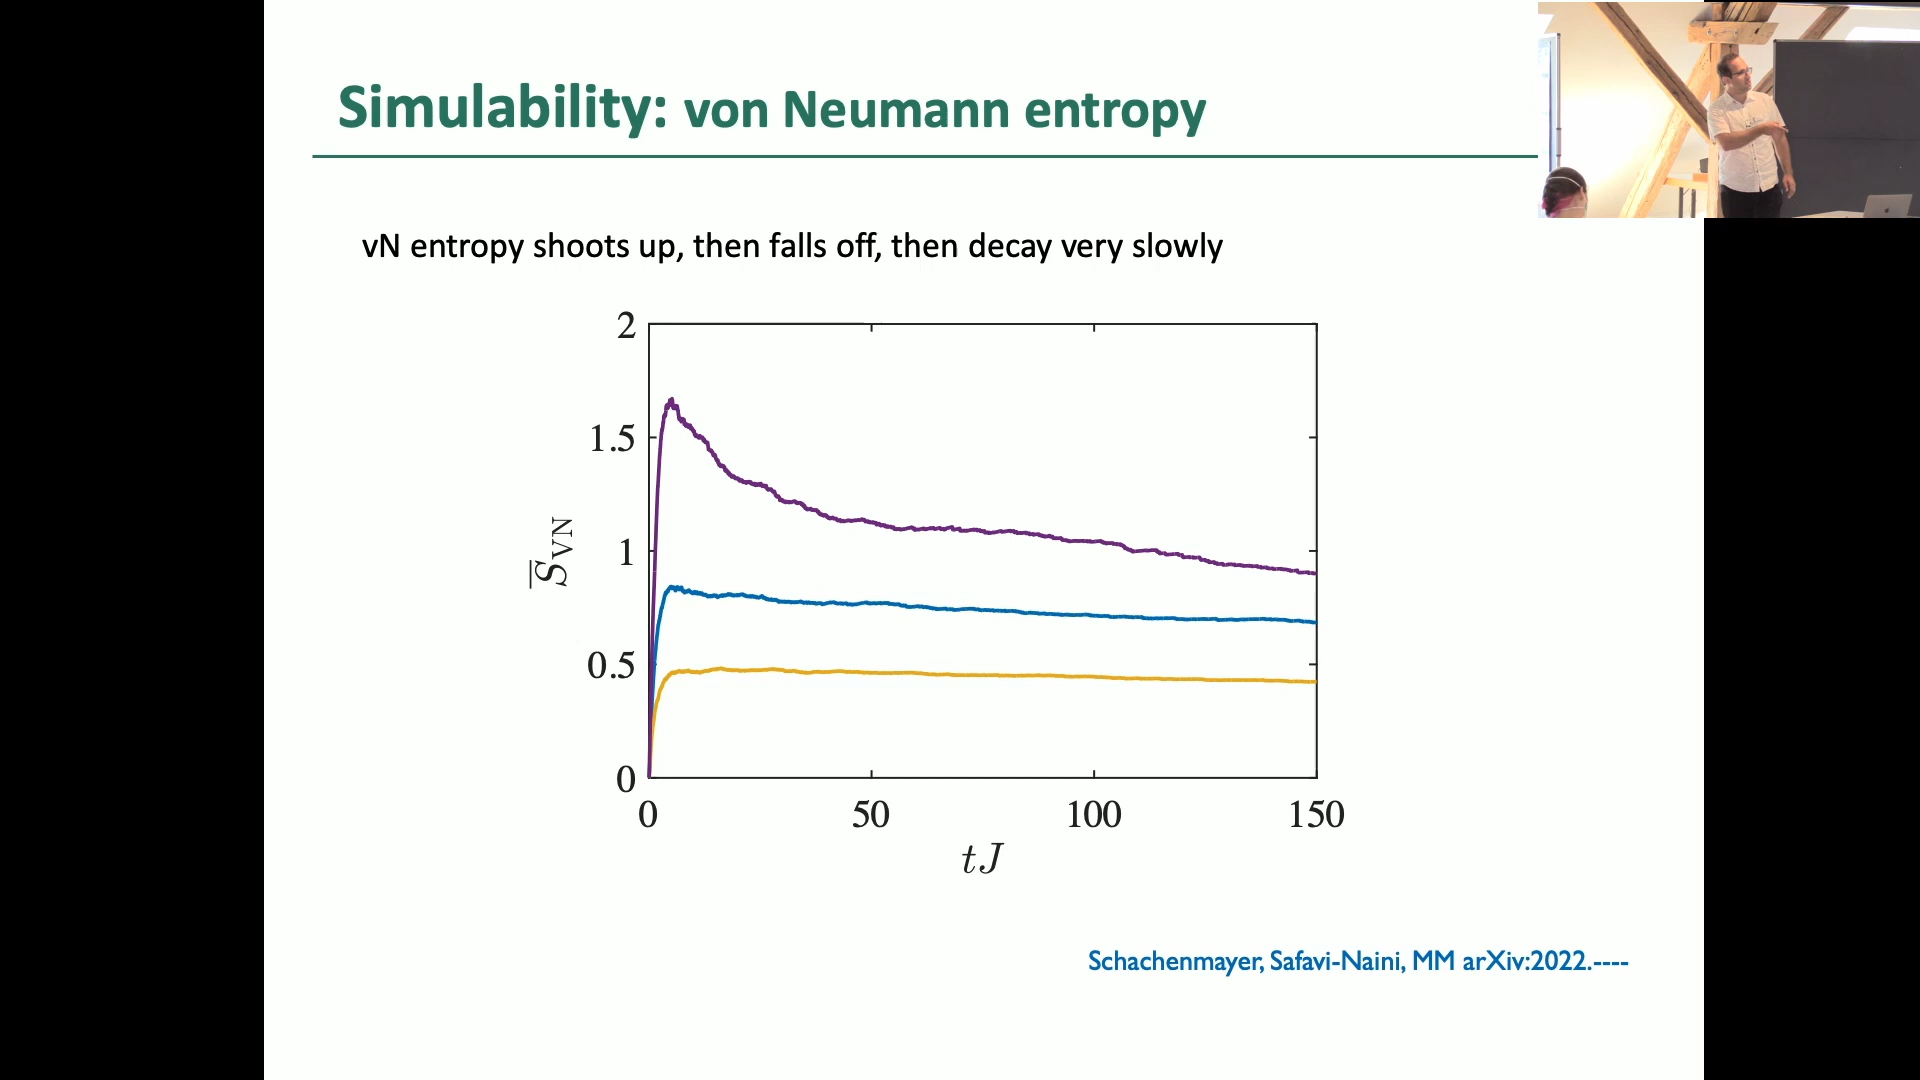 Simulability: von Neumann entropy
vN entropy shoots up, then falls off, then decay very slowly
2
1.5
1
0.5
0
S̅VN
0 50 100 150
tJ
Schachenmayer, Safavi-Naini, MM arXiv:2022.----